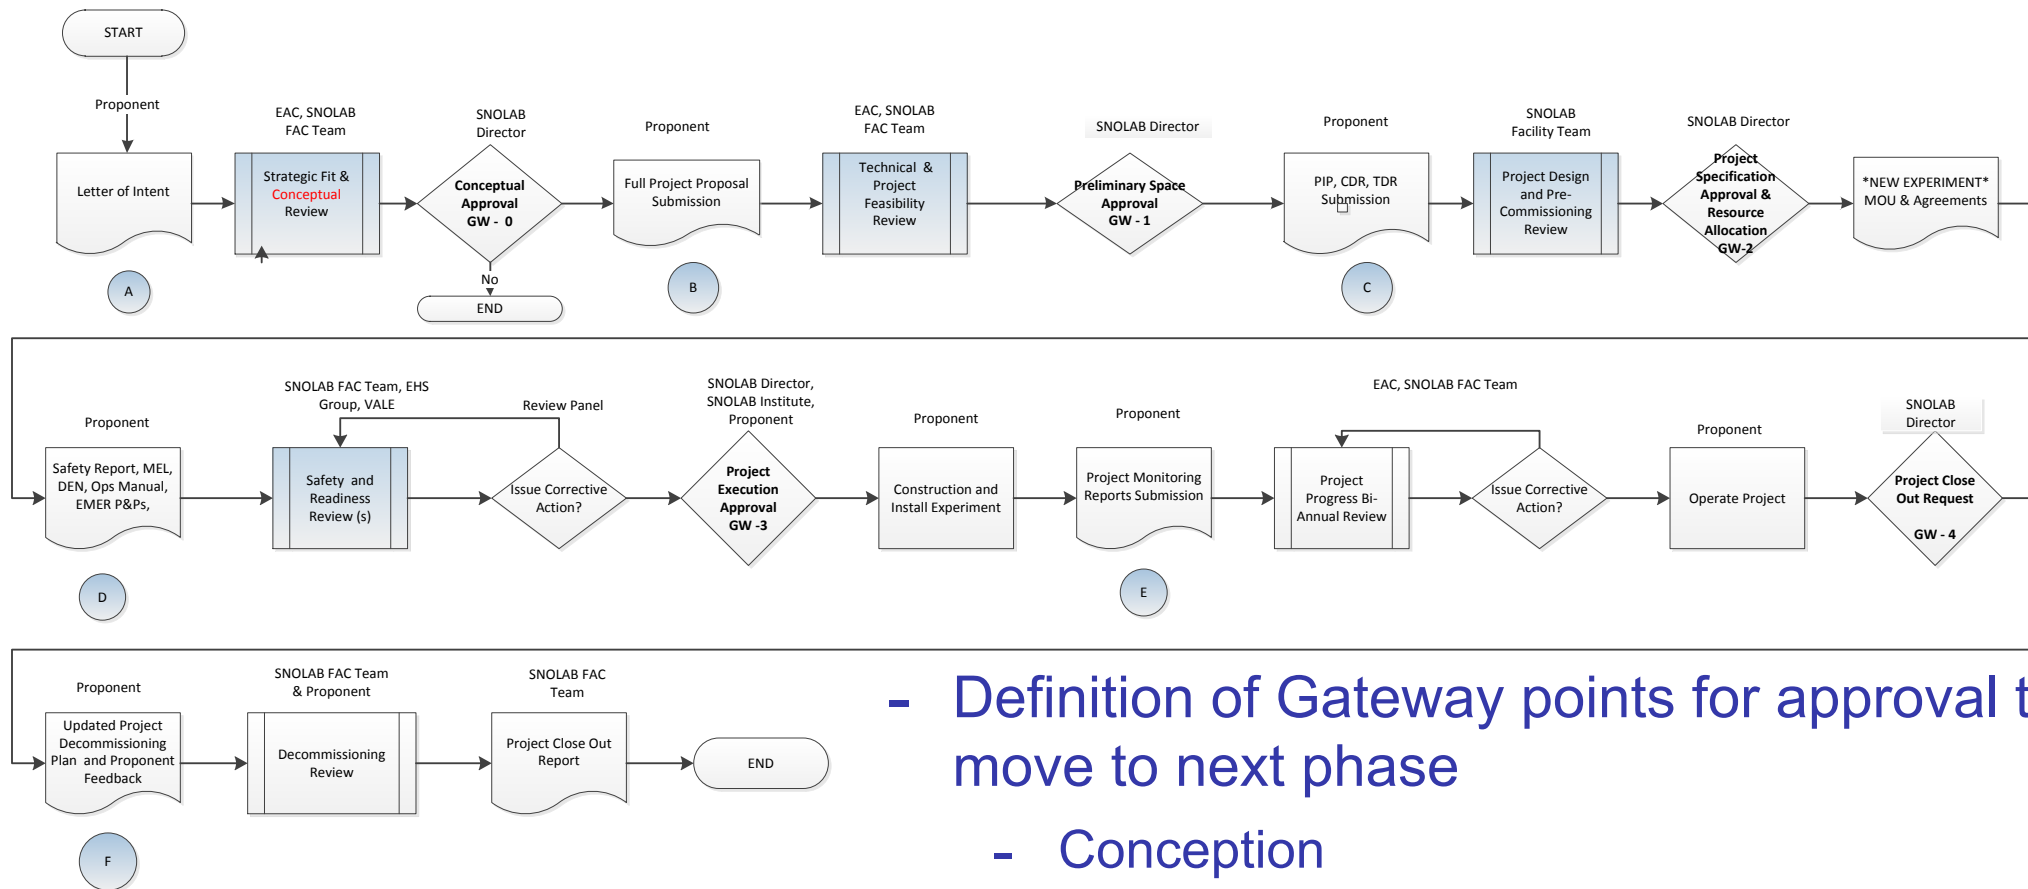 START
Proponent
Letter of Intent
A
EAC, SNOLAB
FAC Team
Strategic Fit &
Conceptual
Review
SNOLAB
Director
Conceptual
Approval
GW - 0
No
END
Proponent
Full Project Proposal
Submission
B
EAC, SNOLAB
FAC Team
Technical &
Project
Feasibility
Review
SNOLAB Director
Preliminary Space
Approval
GW - 1
Proponent
PIP, CDR, TDR
Submission
C
SNOLAB
Facility Team
Project Design
and Pre-
Commissioning
Review
SNOLAB Director
Project
Specification
Approval &
Resource
Allocation
GW-2
*NEW EXPERIMENT*
MOU & Agreements
Proponent
Safety Report, MEL,
DEN, Ops Manual,
EMER P&Ps,
D
SNOLAB FAC Team, EHS
Group, VALE
Safety and
Readiness
Review (s)
Review Panel
Issue Corrective
Action?
SNOLAB Director,
SNOLAB Institute,
Proponent
Project
Execution
Approval
GW -3
Proponent
Construction and
Install Experiment
Proponent
Project Monitoring
Reports Submission
E
EAC, SNOLAB FAC Team
Project
Progress Bi-
Annual Review
Issue Corrective
Action?
Proponent
Operate Project
SNOLAB
Director
Project Close
Out Request
GW - 4
Proponent
Updated Project
Decommissioning
Plan and Proponent
Feedback
F
SNOLAB FAC Team
& Proponent
Decommissioning
Review
SNOLAB FAC
Team
Project Close Out
Report
END
- Definition of Gateway points for approval t
move to next phase
- Conception